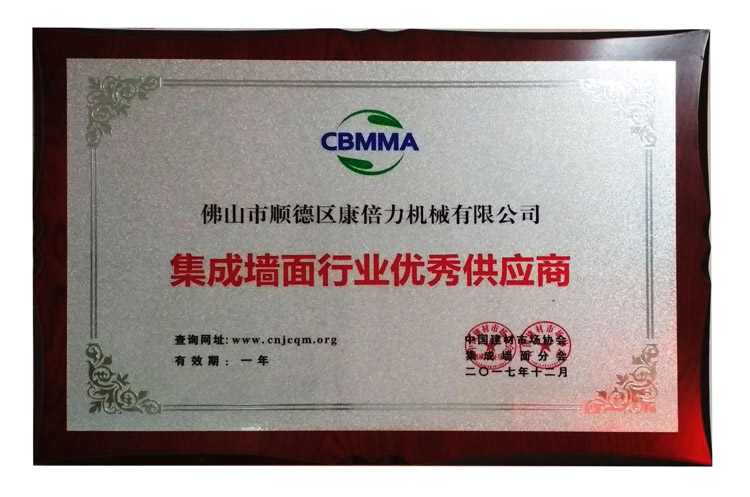 CBMMA
佛山市顺德区康倍力机械有限公司
集成墙面行业优秀供应商
查询网址: www.cnjcqm.org
有效期: 一年
中国建材市场协会
集成墙面分会
二〇一七年十二月